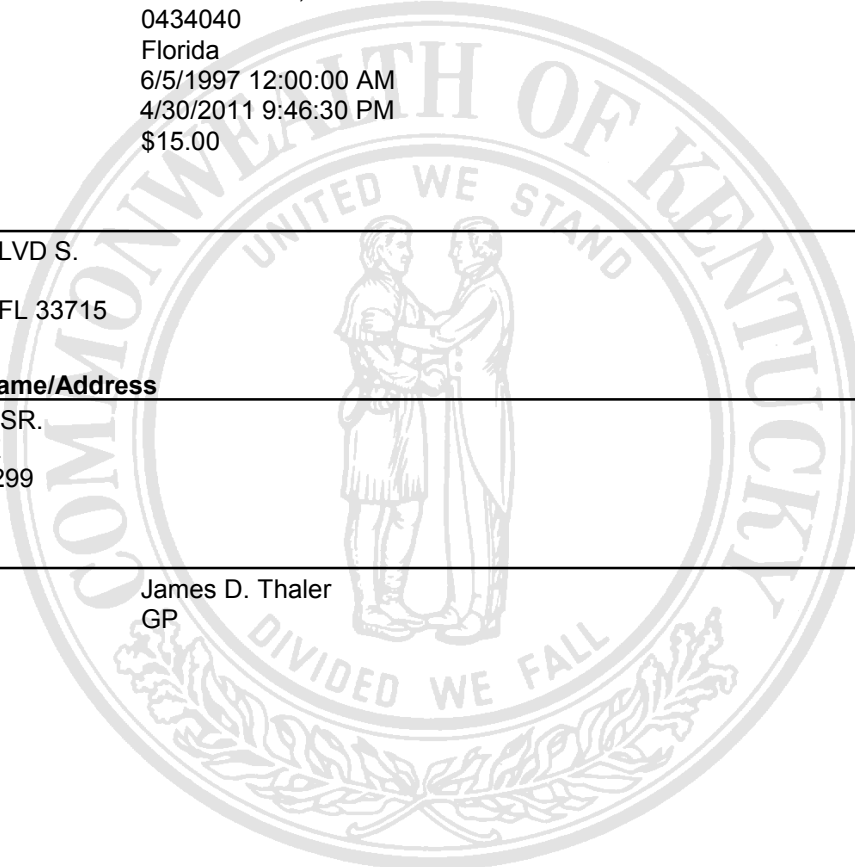 0434040
Florida
6/5/1997 12:00:00 AM
4/30/2011 9:46:30 PM
$15.00
LVD S.
FL 33715
ame/Address
SR.
299
James D. Thaler
GP
COMMONWEALTH OF KENTUCKY
UNITED WE STAND
DIVIDED WE FALL